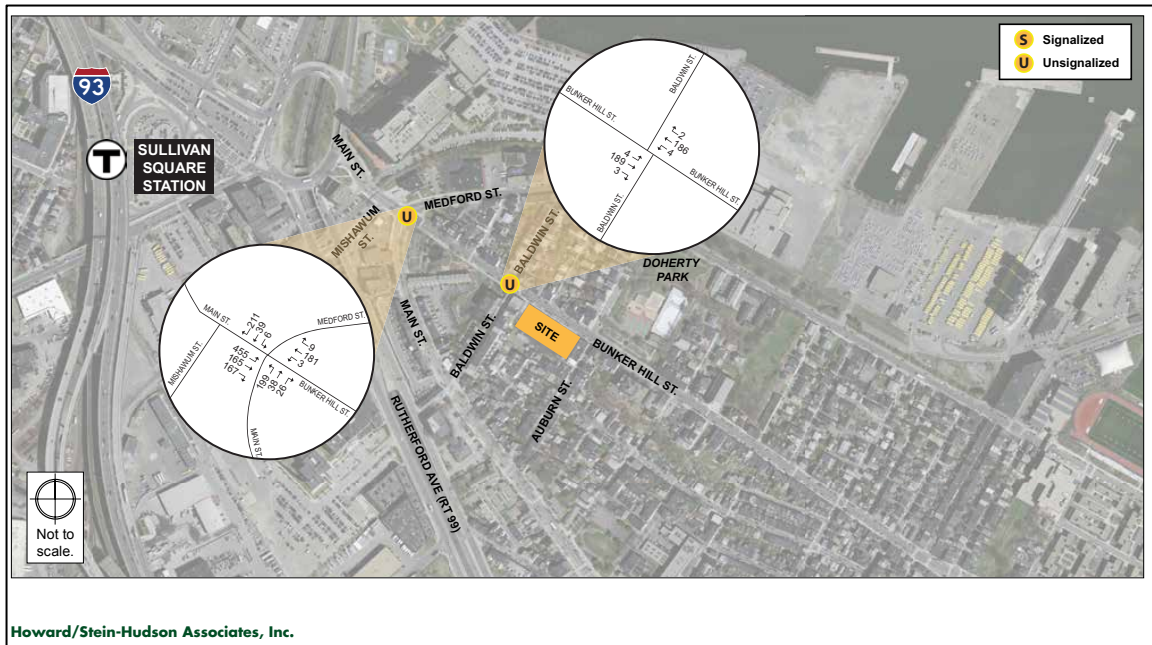 S Signalized
U Unsignalized
93
T
SULLIVAN
SQUARE
STATION
MAIN ST.
MISHAWUM
ST.
MEDFORD ST.
U
BALDWIN ST.
BUNKER HILL ST.
2
186
4
4
189
3
BUNKER HILL ST.
BALDWIN ST.
BALDWIN ST.
DOHERTY
PARK
U
MAIN ST.
BALDWIN ST.
SITE
BUNKER HILL ST.
AUBURN ST.
RUTHERFORD AVE (RT 99)
MAIN ST.
211
39
6
MEDFORD ST.
9
181
3
MISHAWUM ST.
455
165
167
199
38
26
BUNKER HILL ST.
MAIN ST.
Not to
scale.
Howard/Stein-Hudson Associates, Inc.